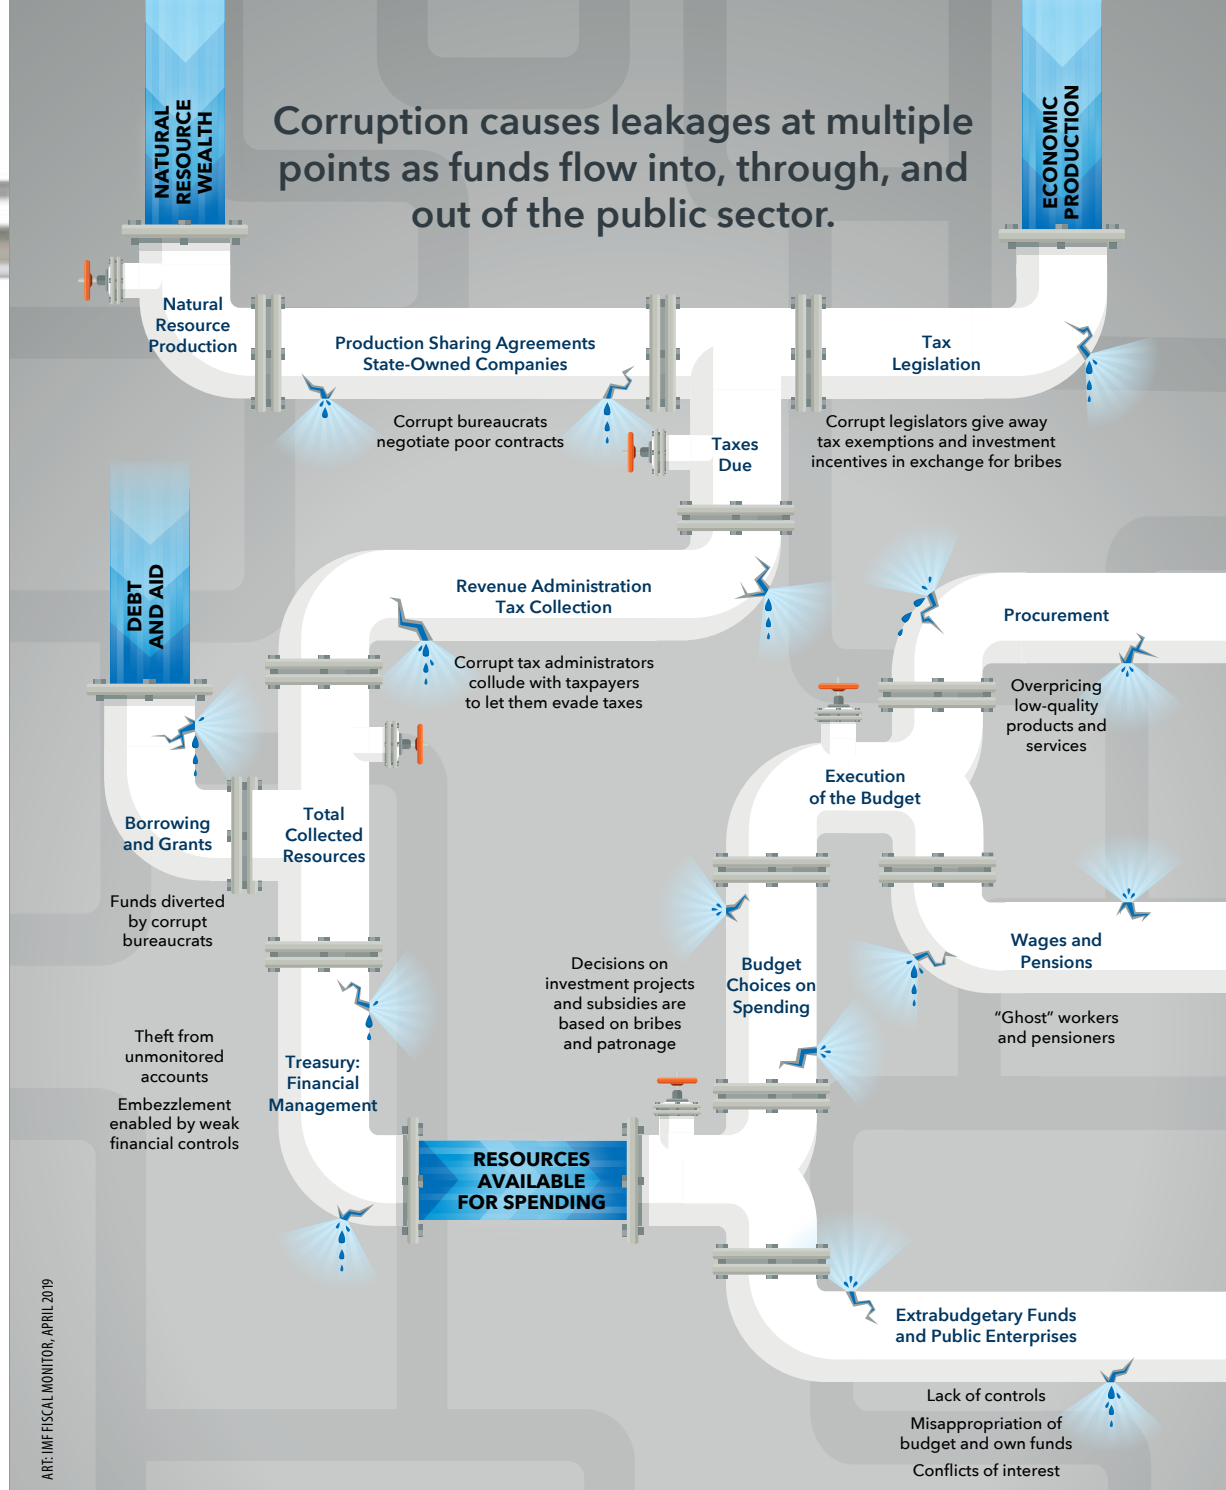 NATURAL
RESOURCE
WEALTH
ECONOMIC
PRODUCTION
Corruption causes leakages at multiple
points as funds flow into, through, and
out of the public sector.
Natural
Resource
Production
Production Sharing Agreements
State-Owned Companies
Tax
Legislation
Corrupt bureaucrats
negotiate poor contracts
Corrupt legislators give away
tax exemptions and investment
incentives in exchange for bribes
Taxes
Due
DEBT
AND AID
Revenue Administration
Tax Collection
Procurement
Corrupt tax administrators
collude with taxpayers
to let them evade taxes
Overpricing
low-quality
products and
services
Execution
of the Budget
Borrowing
and Grants
Total
Collected
Resources
Funds diverted
by corrupt
bureaucrats
Wages and
Pensions
Decisions on
investment projects
and subsidies are
based on bribes
and patronage
Budget
Choices on
Spending
“Ghost” workers
and pensioners
Theft from
unmonitored
accounts
Embezzlement
enabled by weak
financial controls
Treasury:
Financial
Management
RESOURCES
AVAILABLE
FOR SPENDING
Extrabudgetary Funds
and Public Enterprises
Lack of controls
Misappropriation of
budget and own funds
Conflicts of interest
ART: IMF FISCAL MONITOR, APRIL 2019